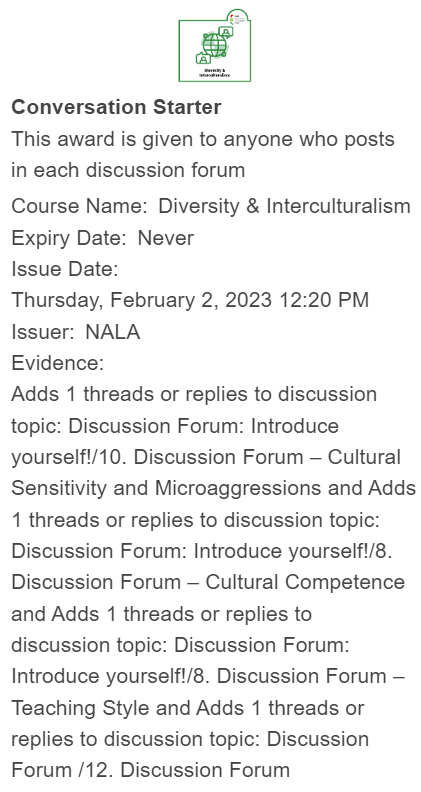 Diversity &
Interculturalism
Conversation Starter
This award is given to anyone who posts
in each discussion forum
Course Name:  Diversity & Interculturalism
Expiry Date:  Never
Issue Date:
Thursday, February 2, 2023 12:20 PM
Issuer:  NALA
Evidence:
Adds 1 threads or replies to discussion
topic: Discussion Forum: Introduce
yourself!/10. Discussion Forum – Cultural
Sensitivity and Microaggressions and Adds
1 threads or replies to discussion topic:
Discussion Forum: Introduce yourself!/8.
Discussion Forum – Cultural Competence
and Adds 1 threads or replies to
discussion topic: Discussion Forum:
Introduce yourself!/8. Discussion Forum –
Teaching Style and Adds 1 threads or
replies to discussion topic: Discussion
Forum /12. Discussion Forum